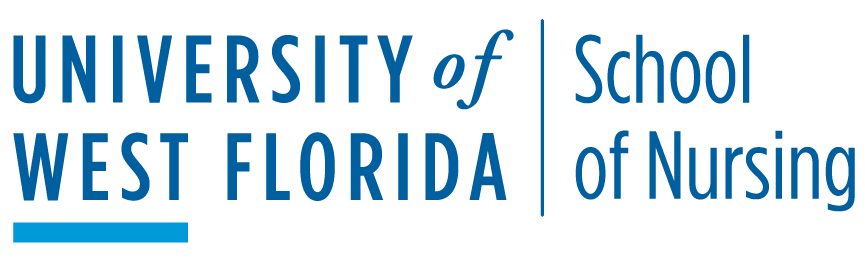 UNIVERSITY of
WEST FLORIDA
School
of Nursing